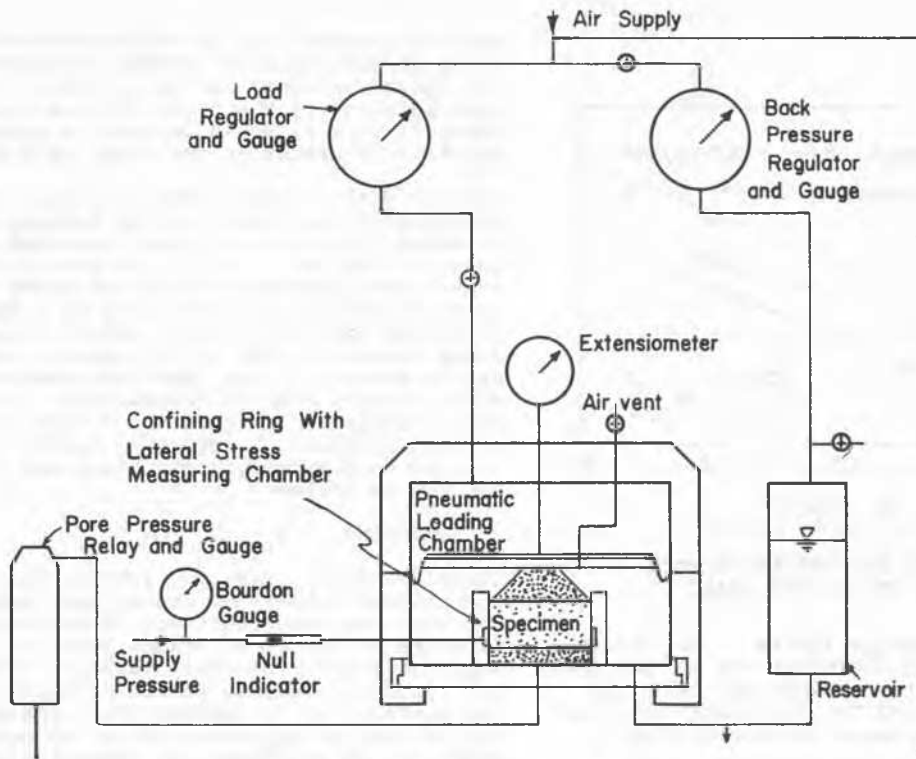 Air Supply
Load
Regulator
and Gauge
Back
Pressure
Regulator
and Gauge
Extensiometer
Air vent
Confining Ring With
Lateral Stress
Measuring Chamber
Pneumatic
Loading
Chamber
Pore Pressure
Relay and Gauge
Bourdon
Gauge
Specimen
Supply
Pressure
Null
Indicator
Reservoir